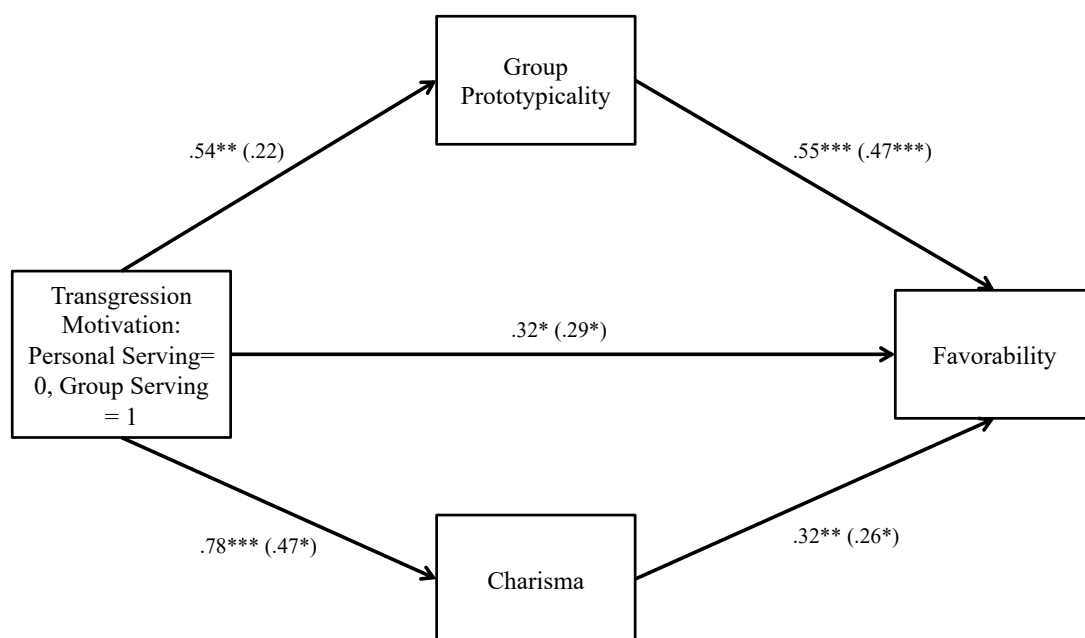 Group
Prototypicality
.54** (.22)
.55*** (.47***)
Transgression
Motivation:
Personal Serving=
0, Group Serving
= 1
.32* (.29*)
Favorability
.78*** (.47*)
.32** (.26*)
Charisma